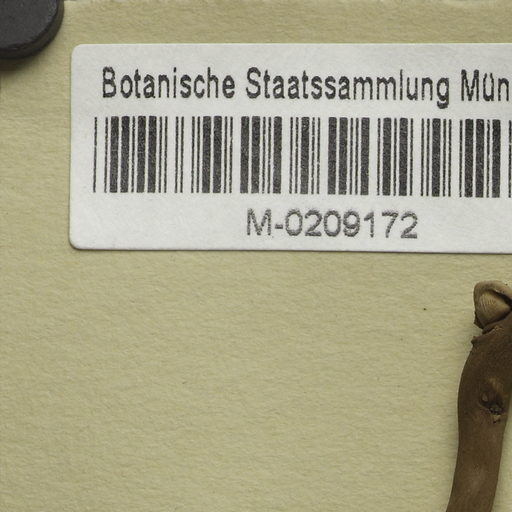 Botanische Staatssammlung Mün
M-0209172